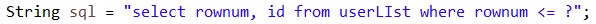 String sql = "select rownum, id from userLIst where rownum <= ?";